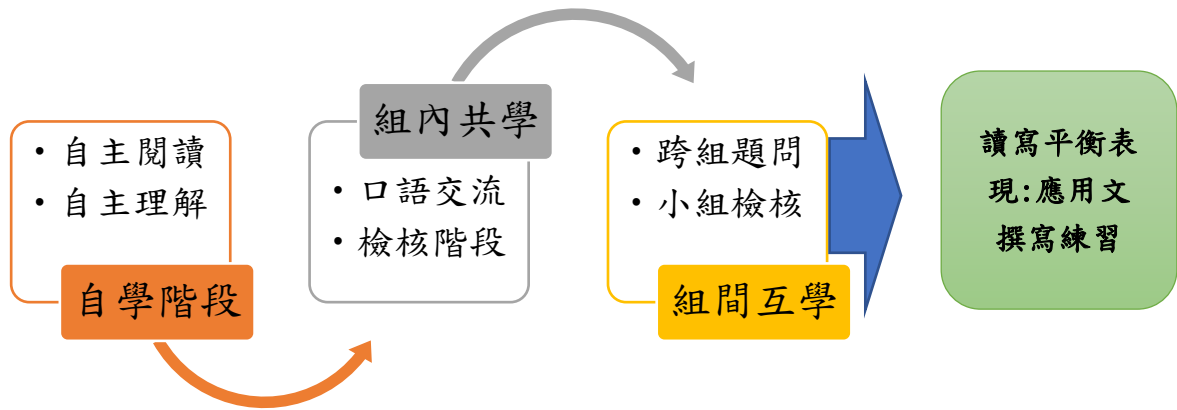 • 自主閱讀
• 自主理解
自學階段
組內共學
• 口語交流
• 檢核階段
• 跨組題問
• 小組檢核
組間互學
讀寫平衡表
現:應用文
撰寫練習